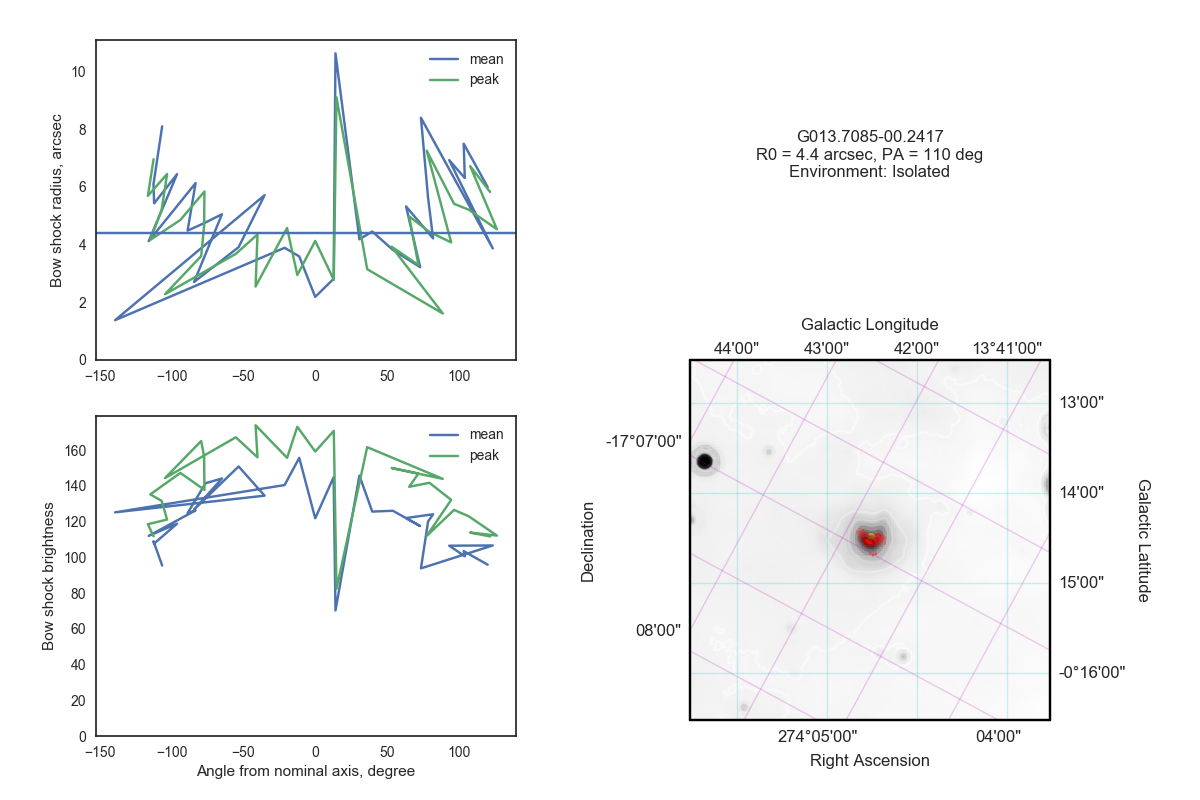 mean
peak
10
8
6
4
2
0
−150 −100 −50 0 50 100
Bow shock radius, arcsec
G013.7085-00.2417
R0 = 4.4 arcsec, PA = 110 deg
Environment: Isolated
mean
peak
160
140
120
100
80
60
40
20
0
−150 −100 −50 0 50 100
Bow shock brightness
Angle from nominal axis, degree
Galactic Longitude
44'00" 43'00" 42'00" 13°41'00"
13'00"
14'00"
15'00"
-0°16'00"
Galactic Latitude
-17°07'00"
08'00"
Declination
274°05'00" 04'00"
Right Ascension